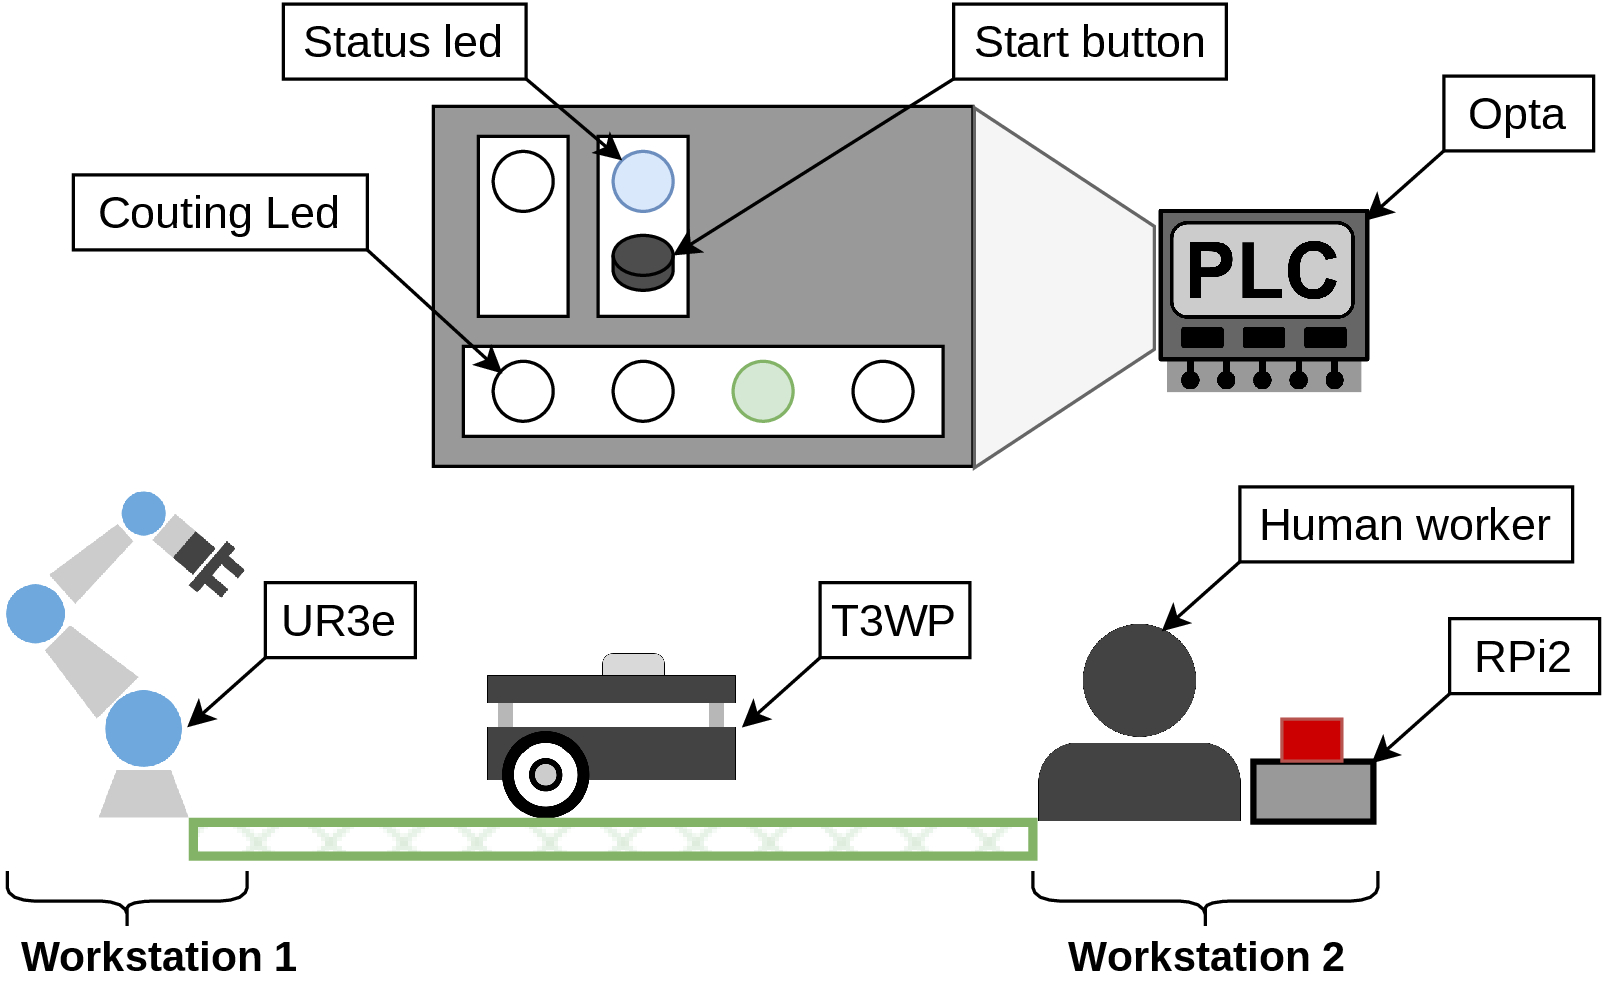 Status led
Start button
Opta
Couting Led
PLC
Human worker
UR3e
T3WP
RPi2
Workstation 1
Workstation 2